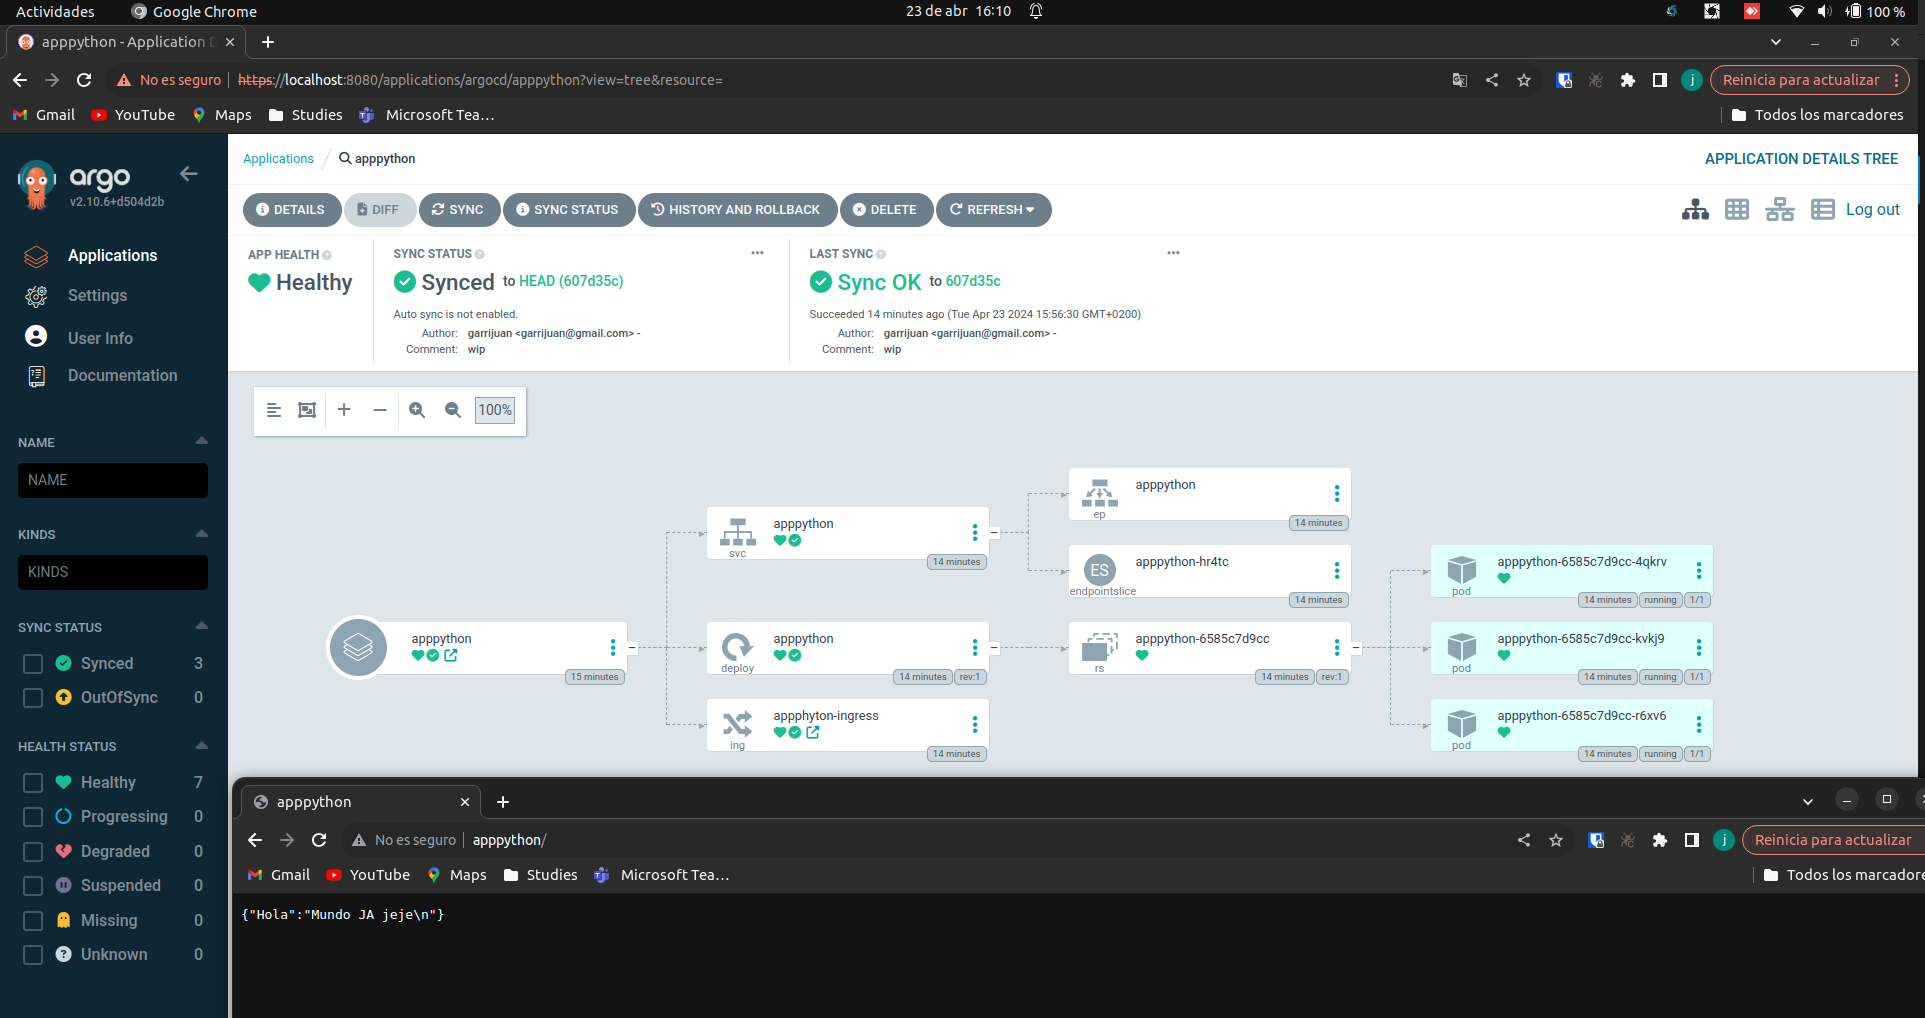 Actividades Google Chrome 23 de abr 16:10 100 %
apppython - Application D
No es seguro https://localhost:8080/applications/argocd/apppython?view=tree&resource= j Reinicia para actualizar
Gmail YouTube Maps Studies Microsoft Tea... Todos los marcadores
argo
v2.10.6+d504d2b
Applications
Settings
User Info
Documentation
NAME
NAME
KINDS
KINDS
SYNC STATUS
Synced 3
OutOfSync 0
HEALTH STATUS
Healthy 7
Progressing 0
Degraded 0
Suspended 0
Missing 0
Unknown 0
Applications / apppython APPLICATION DETAILS TREE
DETAILS DIFF SYNC SYNC STATUS HISTORY AND ROLLBACK DELETE REFRESH Log out
APP HEALTH
Healthy
SYNC STATUS
Synced to HEAD (607d35c)
Auto sync is not enabled.
Author: garrijuan <garrijuan@gmail.com> -
Comment: wip
LAST SYNC
Sync OK to 607d35c
Succeeded 14 minutes ago (Tue Apr 23 2024 15:56:30 GMT+0200)
Author: garrijuan <garrijuan@gmail.com> -
Comment: wip
100%
apppython
15 minutes
apppython
svc
14 minutes
apppython
deploy
14 minutes rev:1
appphyton-ingress
ing
14 minutes
apppython
ep
14 minutes
ES apppython-hr4tc
endpointslice
14 minutes
apppython-6585c7d9cc
rs
14 minutes rev:1
apppython-6585c7d9cc-4qkrv
pod
14 minutes running 1/1
apppython-6585c7d9cc-kvkj9
pod
14 minutes running 1/1
apppython-6585c7d9cc-r6xv6
pod
14 minutes running 1/1
apppython
No es seguro apppython/ j Reinicia para actualizar
Gmail YouTube Maps Studies Microsoft Tea... Todos los marcadore
{"Hola":"Mundo JA jeje\n"}